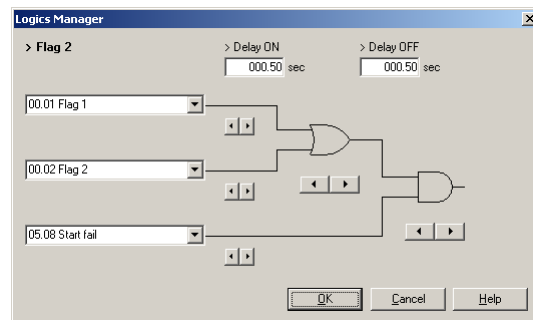 Logics Manager
> Flag 2
> Delay ON
> Delay OFF
000.50 sec
000.50 sec
00.01 Flag 1
00.02 Flag 2
05.08 Start fail
OK
Cancel
Help